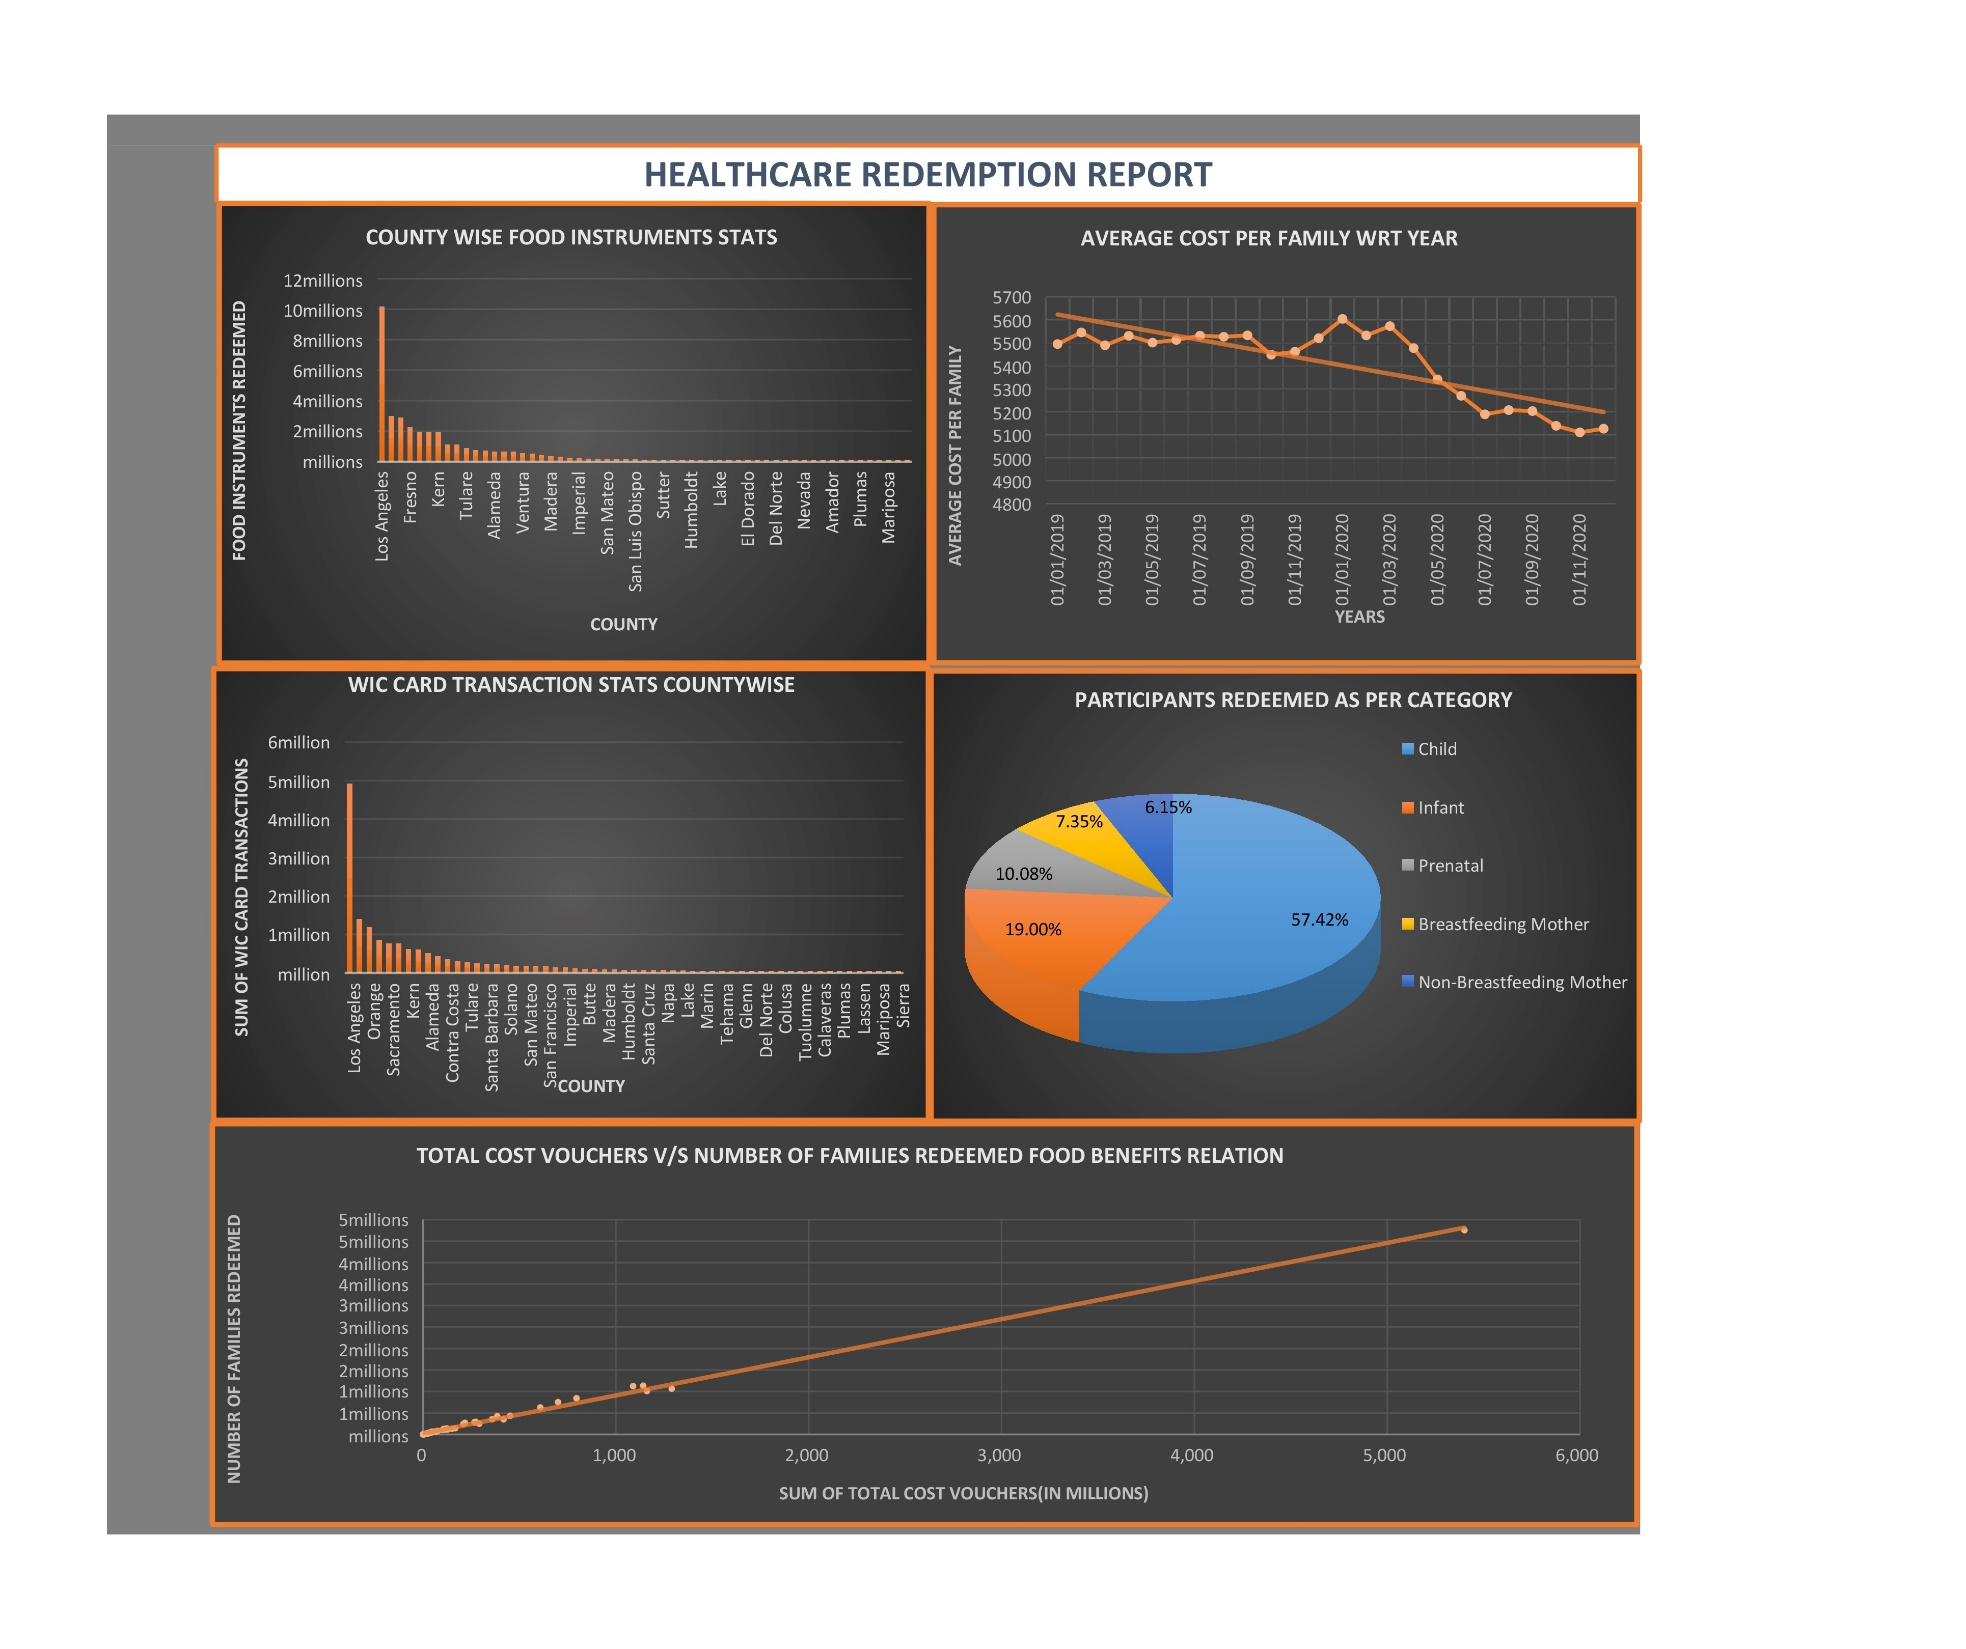 HEALTHCARE REDEMPTION REPORT
COUNTY WISE FOOD INSTRUMENTS STATS
FOOD INSTRUMENTS REDEEMED
12millions
10millions
8millions
6millions
4millions
2millions
millions
Los Angeles
Fresno
Kern
Tulare
Alameda
Ventura
Madera
Imperial
San Mateo
San Luis Obispo
Sutter
Humboldt
Lake
El Dorado
Del Norte
Nevada
Amador
Plumas
Mariposa
COUNTY
AVERAGE COST PER FAMILY WRT YEAR
AVERAGE COST PER FAMILY
5700
5600
5500
5400
5300
5200
5100
5000
4900
4800
01/01/2019
01/03/2019
01/05/2019
01/07/2019
01/09/2019
01/11/2019
01/01/2020
01/03/2020
01/05/2020
01/07/2020
01/09/2020
01/11/2020
YEARS
WIC CARD TRANSACTION STATS COUNTYWISE
SUM OF WIC CARD TRANSACTIONS
6million
5million
4million
3million
2million
1million
million
Los Angeles
Orange
Sacramento
Kern
Alameda
Contra Costa
Tulare
Santa Barbara
Solano
San Mateo
San Francisco
Imperial
Butte
Madera
Humboldt
Santa Cruz
Napa
Lake
Marin
Tehama
Glenn
Del Norte
Colusa
Tuolumne
Calaveras
Plumas
Lassen
Mariposa
Sierra
COUNTY
PARTICIPANTS REDEEMED AS PER CATEGORY
6.15%
7.35%
10.08%
57.42%
19.00%
Child
Infant
Prenatal
Breastfeeding Mother
Non-Breastfeeding Mother
TOTAL COST VOUCHERS V/S NUMBER OF FAMILIES REDEEMED FOOD BENEFITS RELATION
NUMBER OF FAMILIES REDEEMED
5millions
5millions
4millions
4millions
3millions
3millions
2millions
2millions
1millions
1millions
millions
0
1,000
2,000
3,000
4,000
5,000
6,000
SUM OF TOTAL COST VOUCHERS(IN MILLIONS)